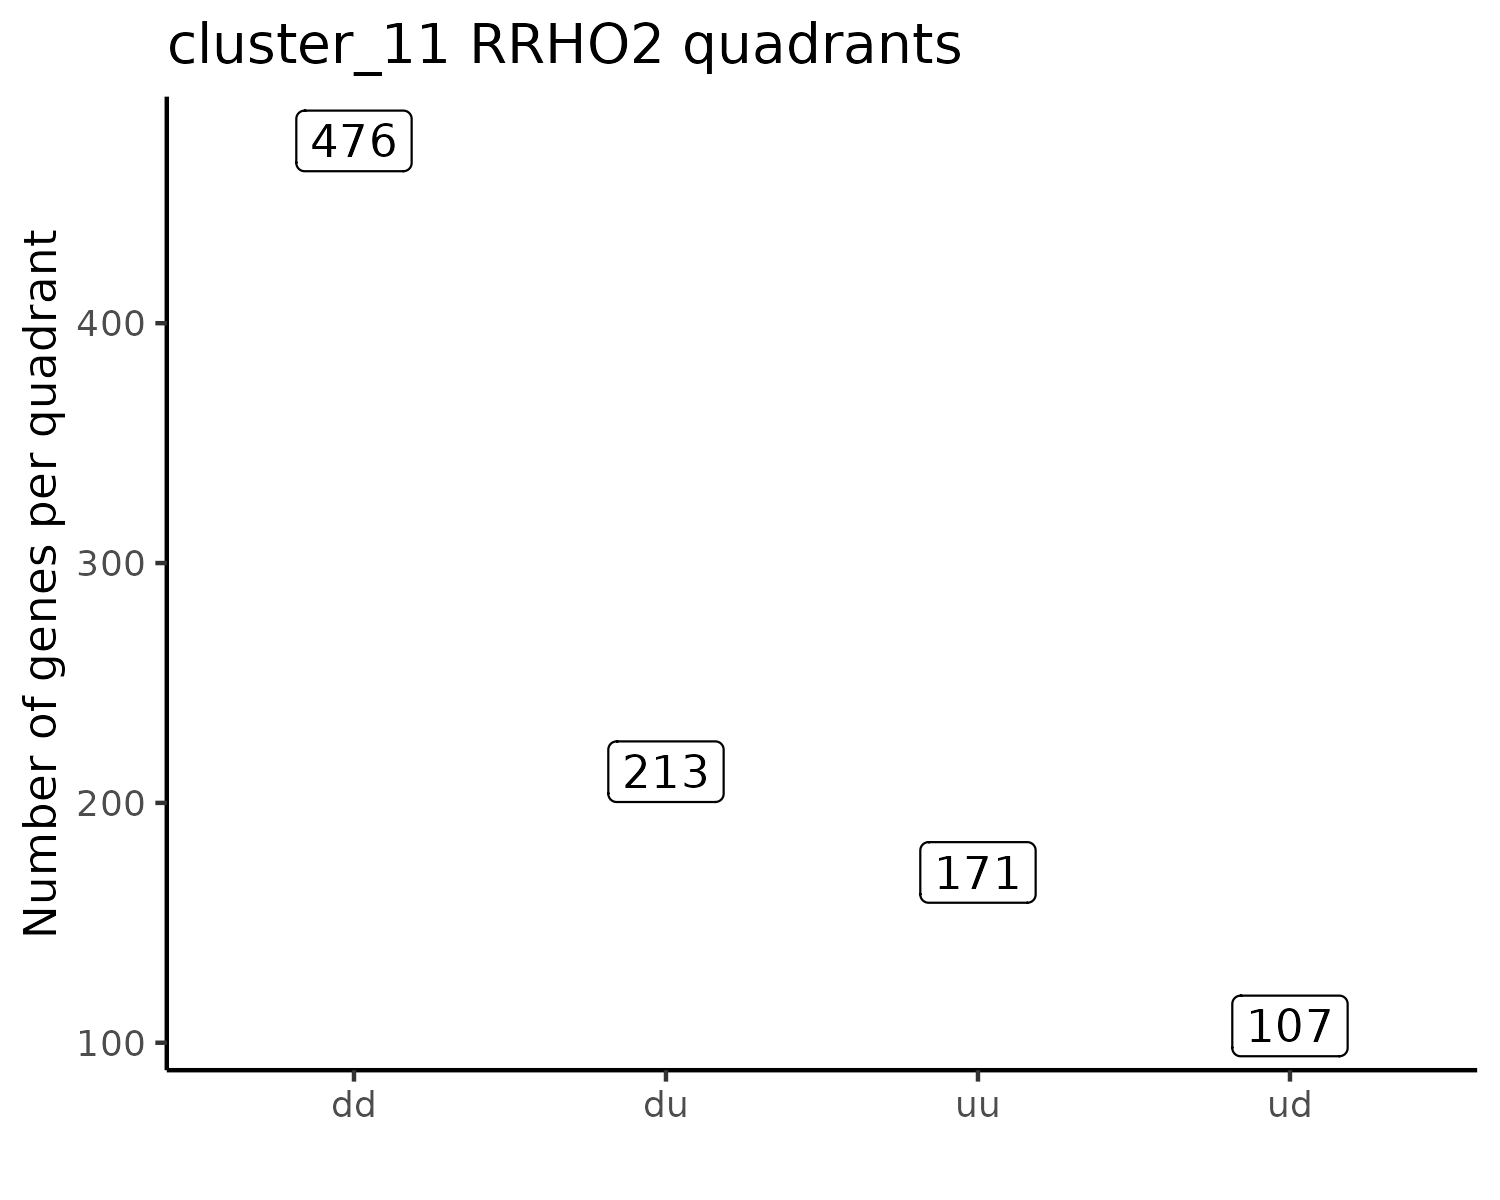 cluster_11 RRHO2 quadrants
Number of genes per quadrant
476
400
300
213
200
171
107
100
dd du uu ud